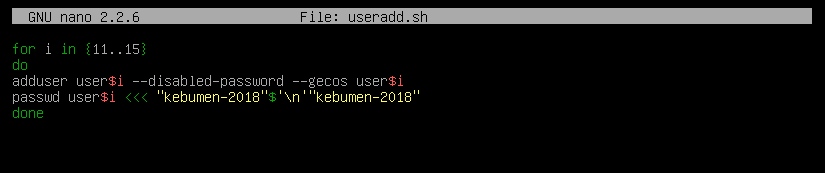 GNU nano 2.2.6 File: useradd.sh
for i in {11..15}
do
adduser user$i --disabled-password --gecos user$i
passwd user$i <<< "kebumen-2018"$'\n'"kebumen-2018"
done